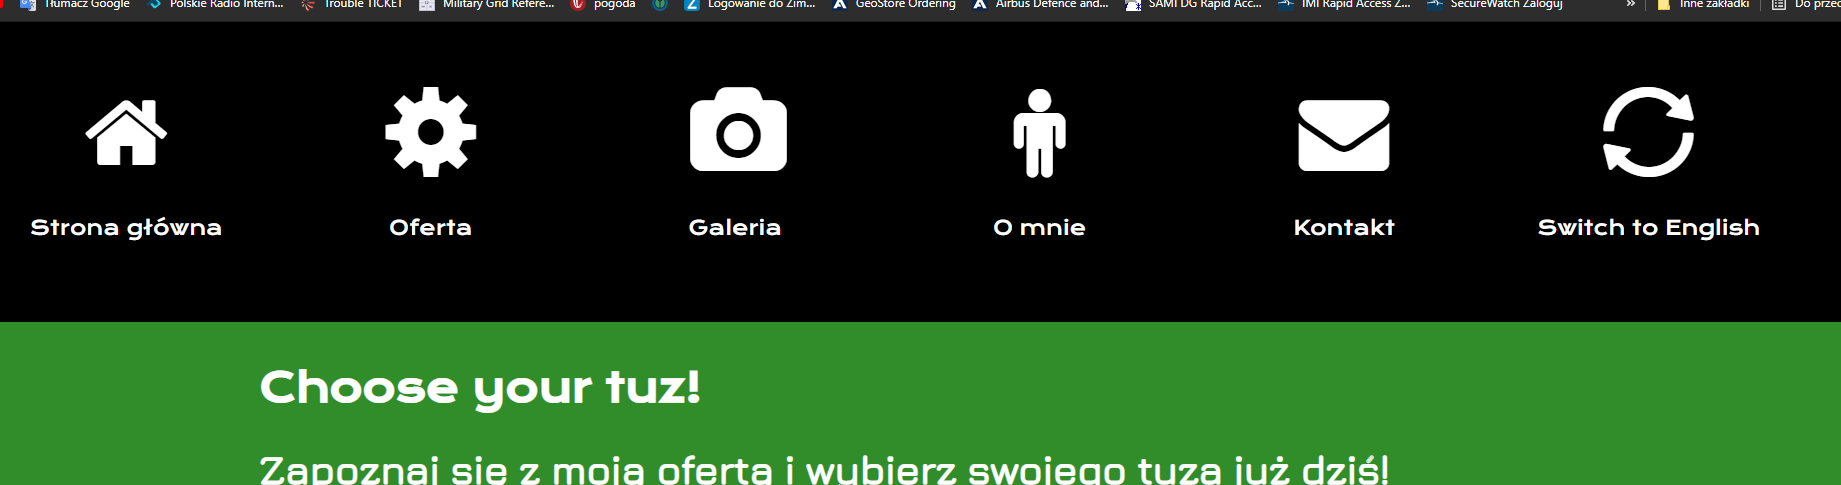 Tłumacz Google Polskie Radio Intern... Trouble TICKET Military Grid Refere... pogoda Logowanie do Zim... GeoStore Ordering Airbus Defence and... SAMI DG Rapid Acc... IMI Rapid Access Z... SecureWatch Zaloguj » Inne zakładki Do przec
Strona główna Oferta Galeria O mnie Kontakt Switch to English
Choose your tuz!
Zapoznaj się z moją ofertą i wybierz swojego tuza już dziś!